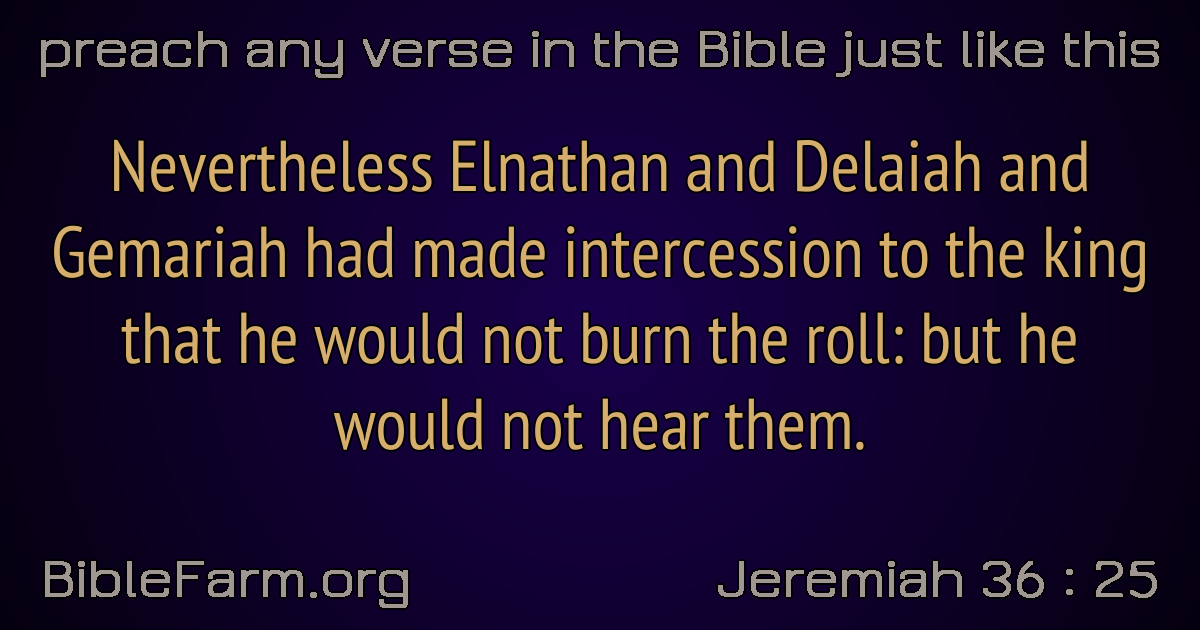 preach any verse in the Bible just like this
Nevertheless Elnathan and Delaiah and
Gemariah had made intercession to the king
that he would not burn the roll: but he
would not hear them.
BibleFarm.org
Jeremiah 36 : 25